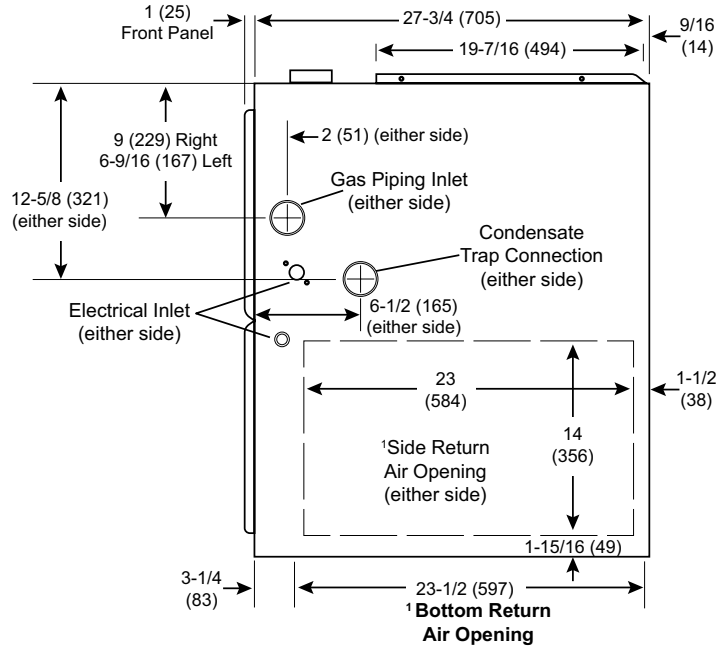 1 (25)
Front Panel
27-3/4 (705)
9/16
(14)
19-7/16 (494)
9 (229) Right
6-9/16 (167) Left
2 (51) (either side)
12-5/8 (321)
(either side)
Gas Piping Inlet
(either side)
Condensate
Trap Connection
(either side)
Electrical Inlet
(either side)
6-1/2 (165)
(either side)
23
(584)
1-1/2
(38)
14
(356)
¹Side Return
Air Opening
(either side)
1-15/16 (49)
3-1/4
(83)
23-1/2 (597)
¹Bottom Return
Air Opening